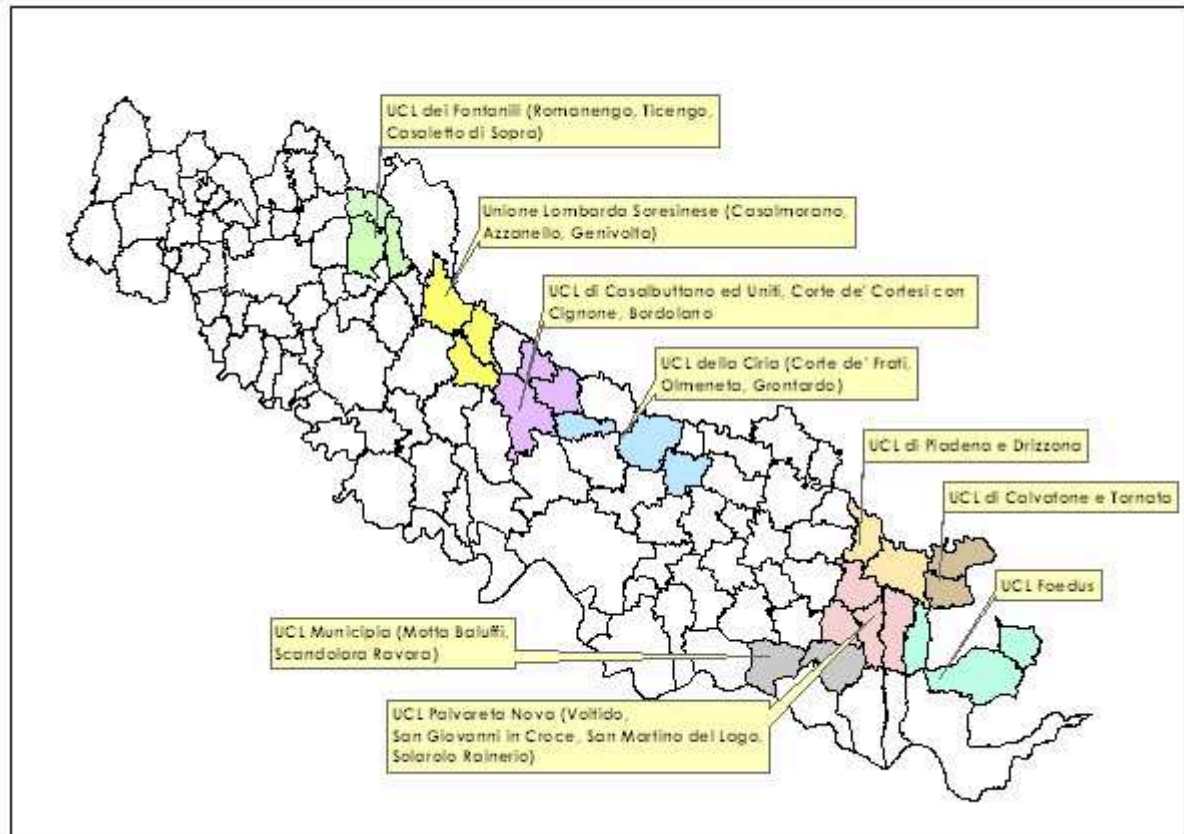 UCL dei Fontanili (Romanengo, Ticengo,
Casaletto di Sopra)
Unione Lombarda Soresinese (Casalmorano,
Azzanello, Genivolta)
UCL di Casalbuttano ed Uniti, Corte de' Cortesi con
Cignone, Bordolano
UCL della Ciria (Corte de' Frati,
Olmeneta, Grontardo)
UCL di Piadena e Drizzona
UCL di Calvatone e Tornata
UCL Foedus
UCL Municipia (Motta Baluffi,
Scandolara Ravara)
UCL Palvareta Nova (Voltido,
San Giovanni in Croce, San Martino del Lago,
Solarolo Rainerio)